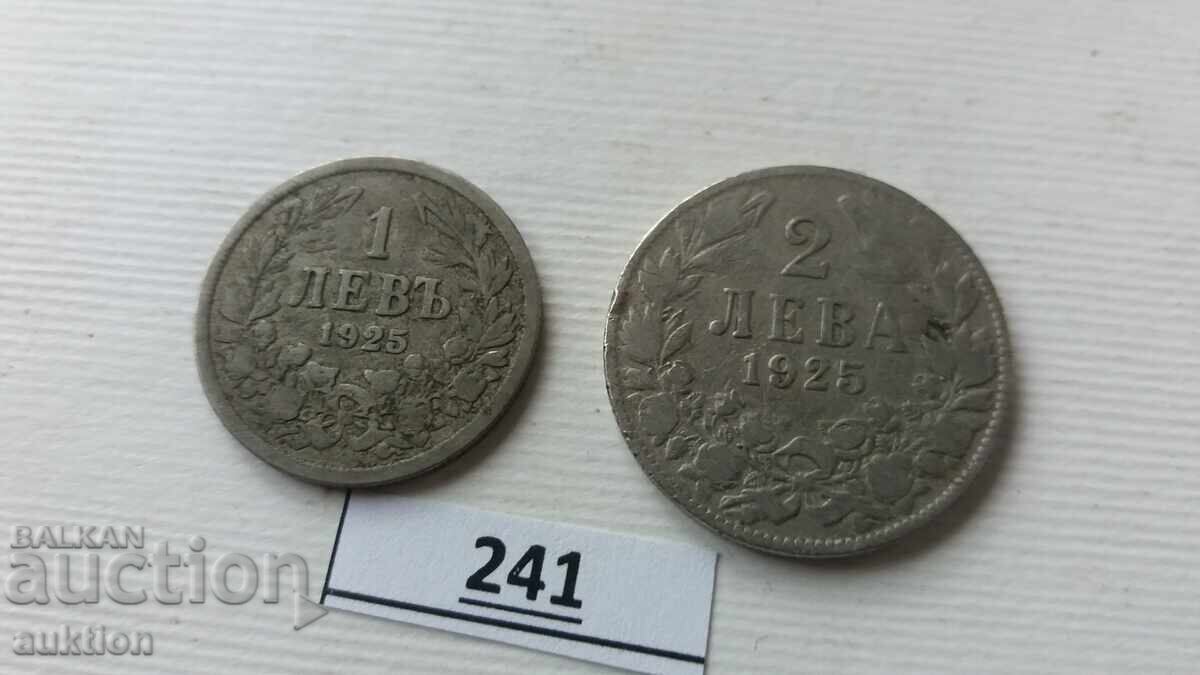 1
ЛЕВЪ
1925
2
ЛЕВА
1925
241
BALKAN
auction
auktion